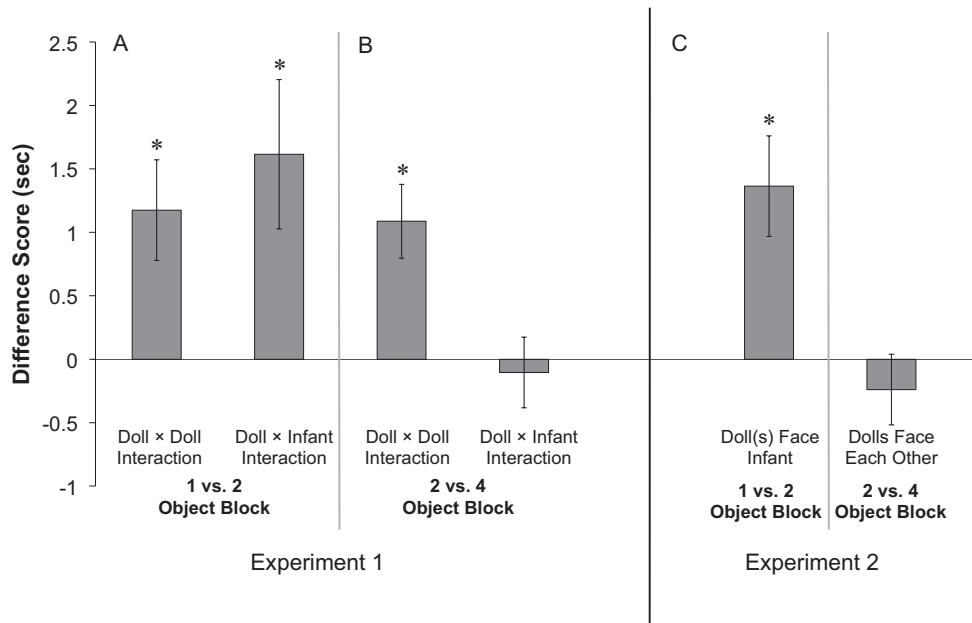 A
B
C
2.5
2
1.5
1
0.5
0
-0.5
-1
Difference Score (sec)
*
*
*
*
Doll × Doll
Interaction
Doll × Infant
Interaction
1 vs. 2
Object Block
Doll × Doll
Interaction
Doll × Infant
Interaction
2 vs. 4
Object Block
Doll(s) Face
Infant
1 vs. 2
Object Block
Dolls Face
Each Other
2 vs. 4
Object Block
Experiment 1
Experiment 2